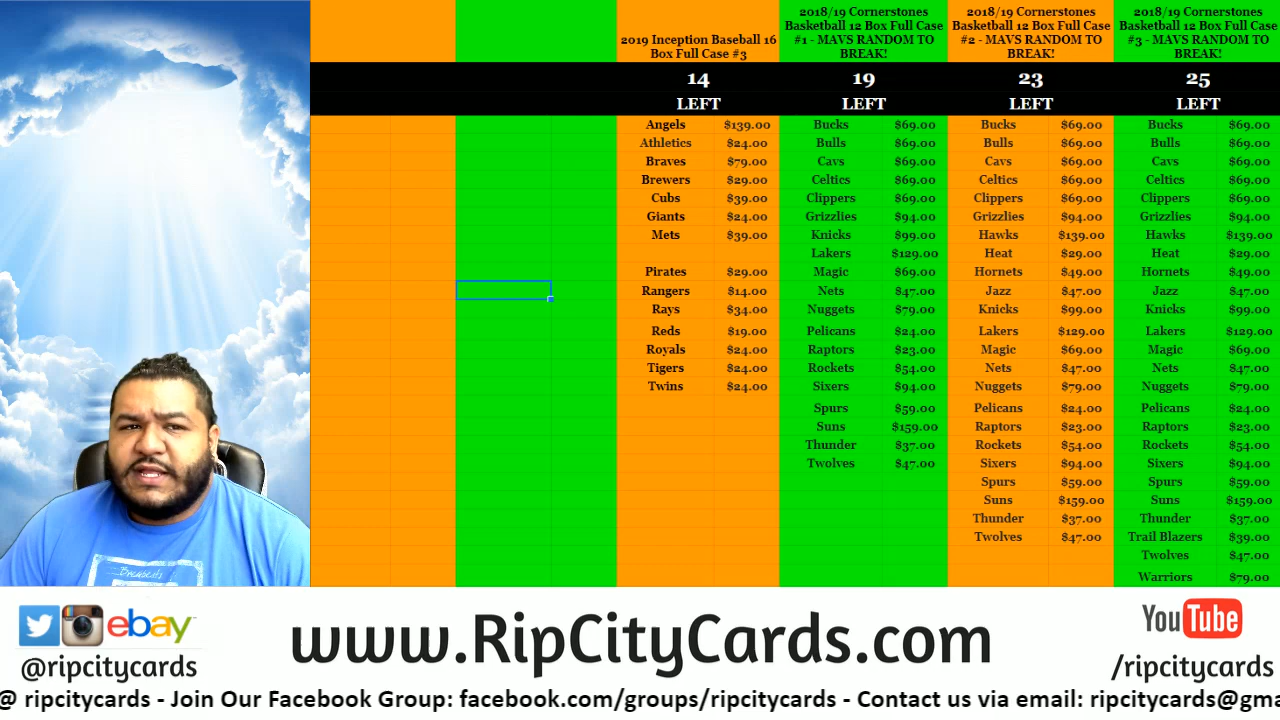 2019 Inception Baseball 16
Box Full Case #3
2018/19 Cornerstones
Basketball 12 Box Full Case
#1 - MAVS RANDOM TO
BREAK!
2018/19 Cornerstones
Basketball 12 Box Full Case
#2 - MAVS RANDOM TO
BREAK!
2018/19 Cornerstones
Basketball 12 Box Full Case
#3 - MAVS RANDOM TO
BREAK!
14 19 23 25
LEFT LEFT LEFT LEFT
Angels $139.00 Bucks $69.00 Bucks $69.00 Bucks $69.00
Athletics $24.00 Bulls $69.00 Bulls $69.00 Bulls $69.00
Braves $79.00 Cavs $69.00 Cavs $69.00 Cavs $69.00
Brewers $29.00 Celtics $69.00 Celtics $69.00 Celtics $69.00
Cubs $39.00 Clippers $69.00 Clippers $69.00 Clippers $69.00
Giants $24.00 Grizzlies $94.00 Grizzlies $94.00 Grizzlies $94.00
Mets $39.00 Knicks $99.00 Hawks $139.00 Hawks $139.00
Lakers $129.00 Heat $29.00 Heat $29.00
Pirates $29.00 Magic $69.00 Hornets $49.00 Hornets $49.00
Rangers $14.00 Nets $47.00 Jazz $47.00 Jazz $47.00
Rays $34.00 Nuggets $79.00 Knicks $99.00 Knicks $99.00
Reds $19.00 Pelicans $24.00 Lakers $129.00 Lakers $129.00
Royals $24.00 Raptors $23.00 Magic $69.00 Magic $69.00
Tigers $24.00 Rockets $54.00 Nets $47.00 Nets $47.00
Twins $24.00 Sixers $94.00 Nuggets $79.00 Nuggets $79.00
Spurs $59.00 Pelicans $24.00 Pelicans $24.00
Suns $159.00 Raptors $23.00 Raptors $23.00
Thunder $37.00 Rockets $54.00 Rockets $54.00
Twolves $47.00 Sixers $94.00 Sixers $94.00
Spurs $59.00 Spurs $59.00
Suns $159.00 Suns $159.00
Thunder $37.00 Thunder $37.00
Twolves $47.00 Trail Blazers $39.00
Twolves $47.00
Warriors $79.00
ebay
@ripcitycards
www.RipCityCards.com
YouTube
/ripcitycards
@ ripcitycards - Join Our Facebook Group: facebook.com/groups/ripcitycards - Contact us via email: ripcitycards@gma